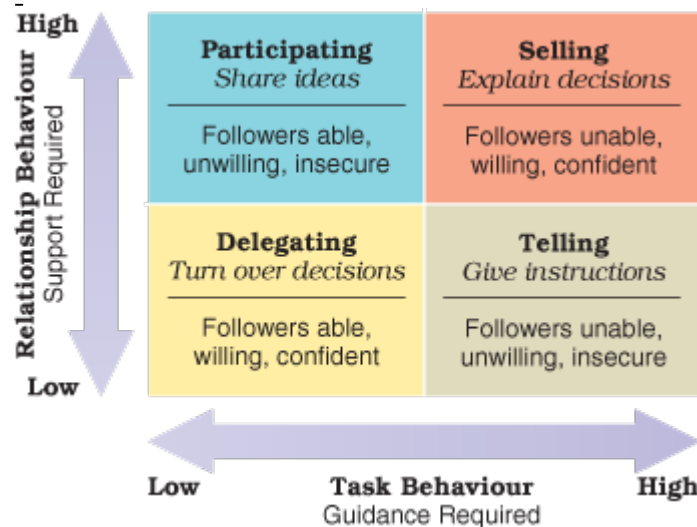 High
Relationship Behaviour
Support Required
Low
Participating
Share ideas
Followers able,
unwilling, insecure
Selling
Explain decisions
Followers unable,
willing, confident
Delegating
Turn over decisions
Followers able,
willing, confident
Telling
Give instructions
Followers unable,
unwilling, insecure
Low
Task Behaviour
High
Guidance Required